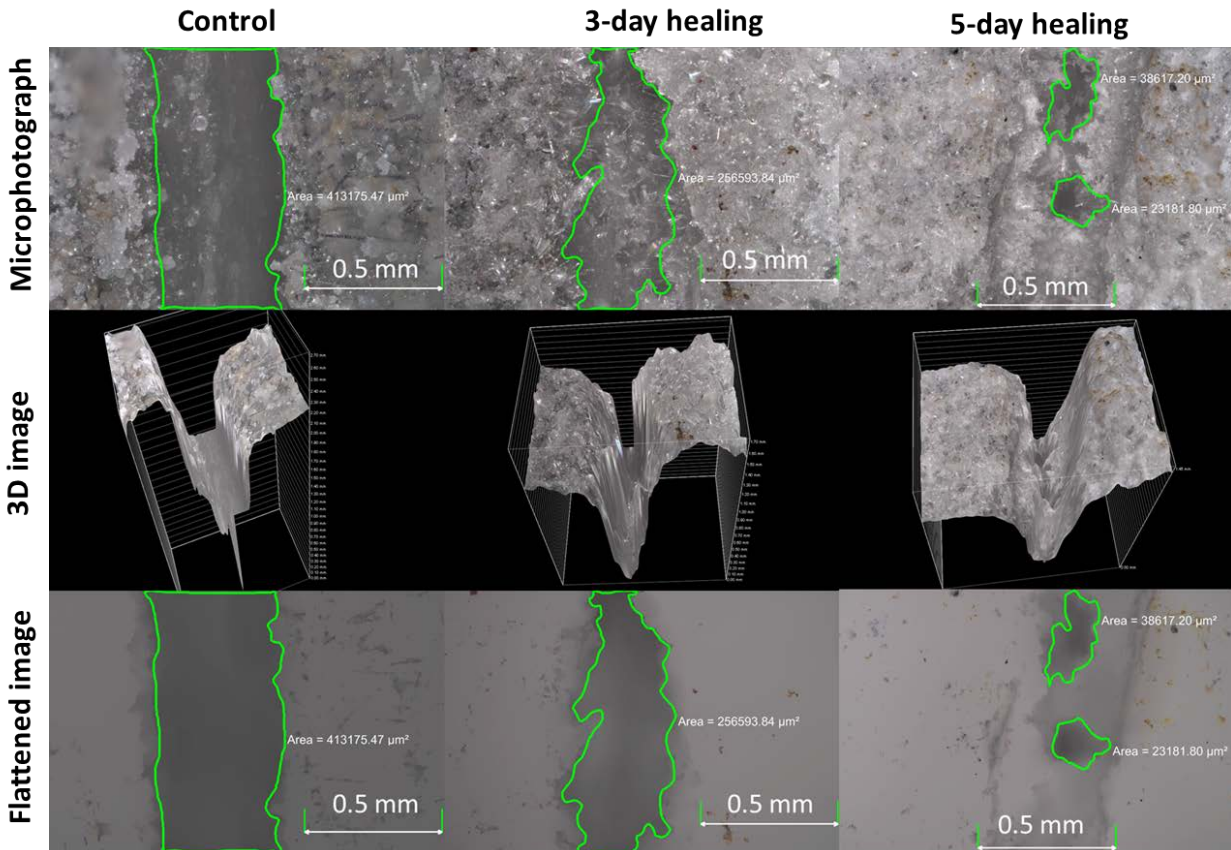 Control
3-day healing
5-day healing
Microphotograph
Area = 413175.47 µm²
0.5 mm
Area = 256593.84 µm²
0.5 mm
Area = 38617.20 µm²
Area = 23181.80 µm²
0.5 mm
3D image
Flattened image
Area = 413175.47 µm²
0.5 mm
Area = 256593.84 µm²
0.5 mm
Area = 38617.20 µm²
Area = 23181.80 µm²
0.5 mm